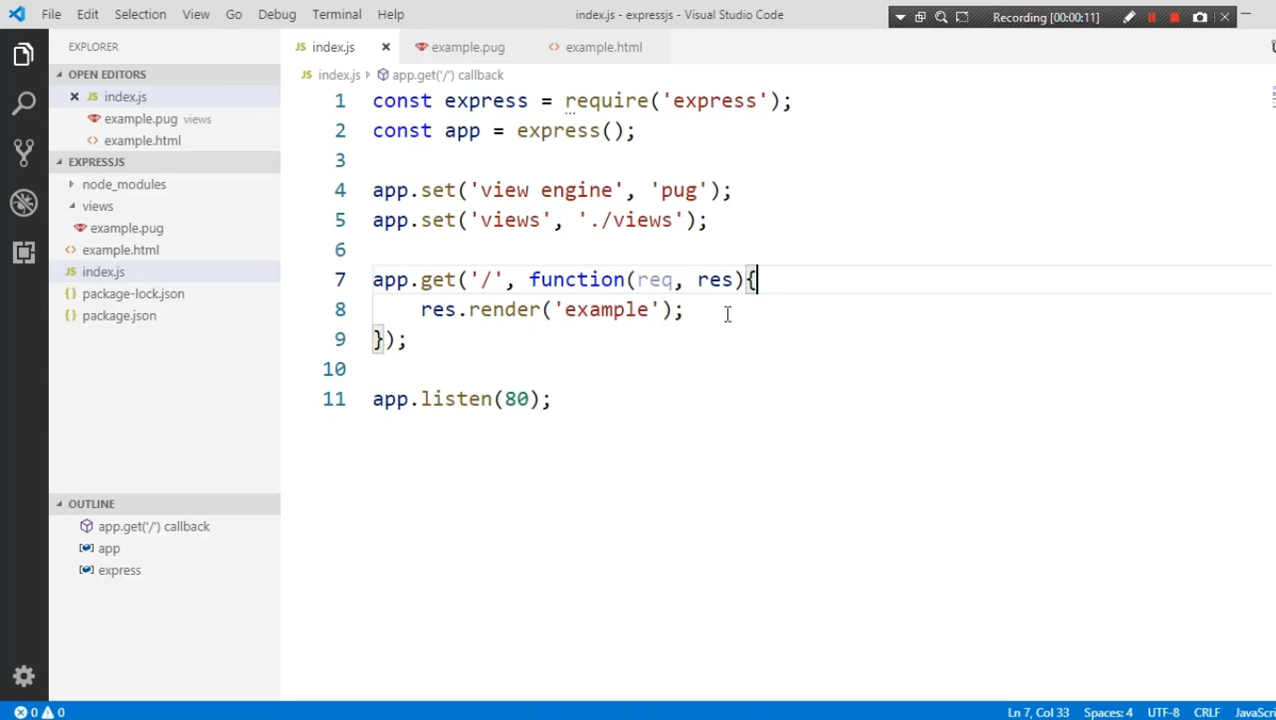 File Edit Selection View Go Debug Terminal Help
index.js - expressjs - Visual Studio Code
Recording [00:00:11]
EXPLORER
OPEN EDITORS
JS index.js
example.pug views
<> example.html
EXPRESSJS
node_modules
views
example.pug
<> example.html
JS index.js
{} package-lock.json
{} package.json
OUTLINE
app.get('/') callback
app
express
JS index.js
example.pug
<> example.html
JS index.js app.get('/') callback
1 const express = require('express');
2 const app = express();
3
4 app.set('view engine', 'pug');
5 app.set('views', './views');
6
7 app.get('/', function(req, res){
8 res.render('example');
9 });
10
11 app.listen(80);
0 0
Ln 7, Col 33 Spaces: 4 UTF-8 CRLF JavaScri